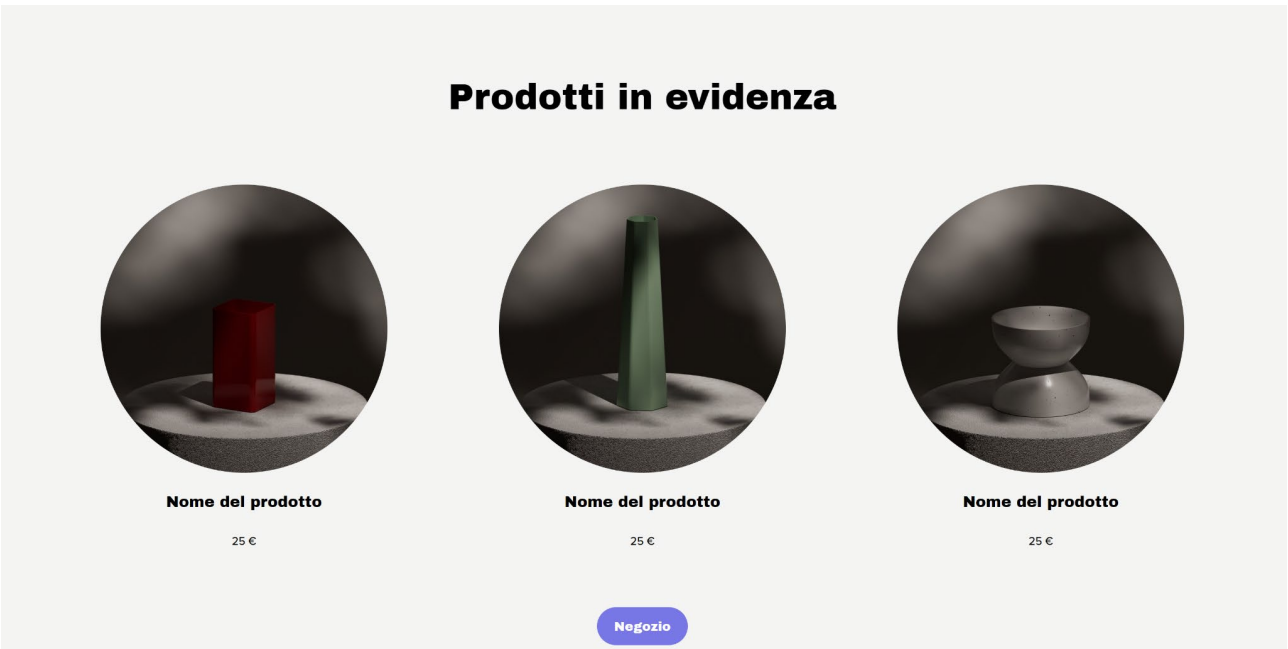 Prodotti in evidenza
Nome del prodotto
25 €
Nome del prodotto
25 €
Nome del prodotto
25 €
Negozio